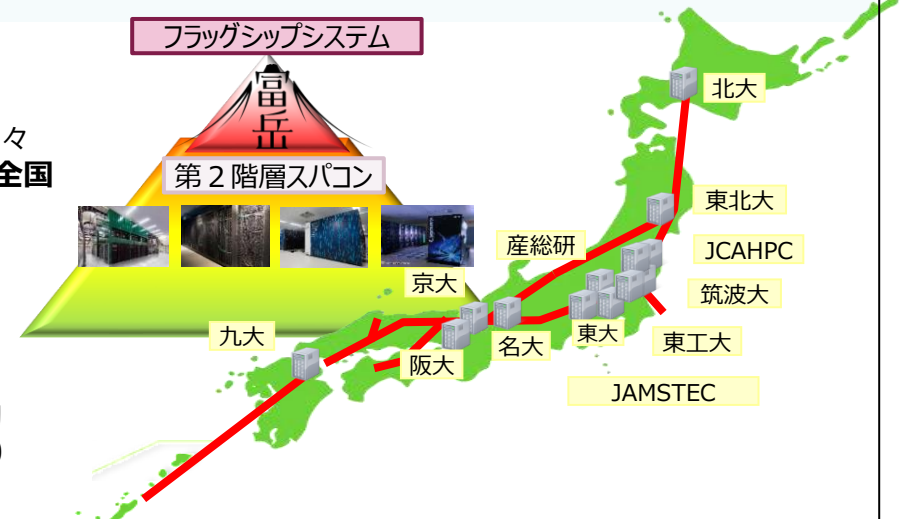 フラッグシップシステム
富岳
々
全国
第２階層スパコン
北大
東北大
産総研
JCAHPC
京大
筑波大
九大
阪大
名大
東大
東工大
JAMSTEC
）